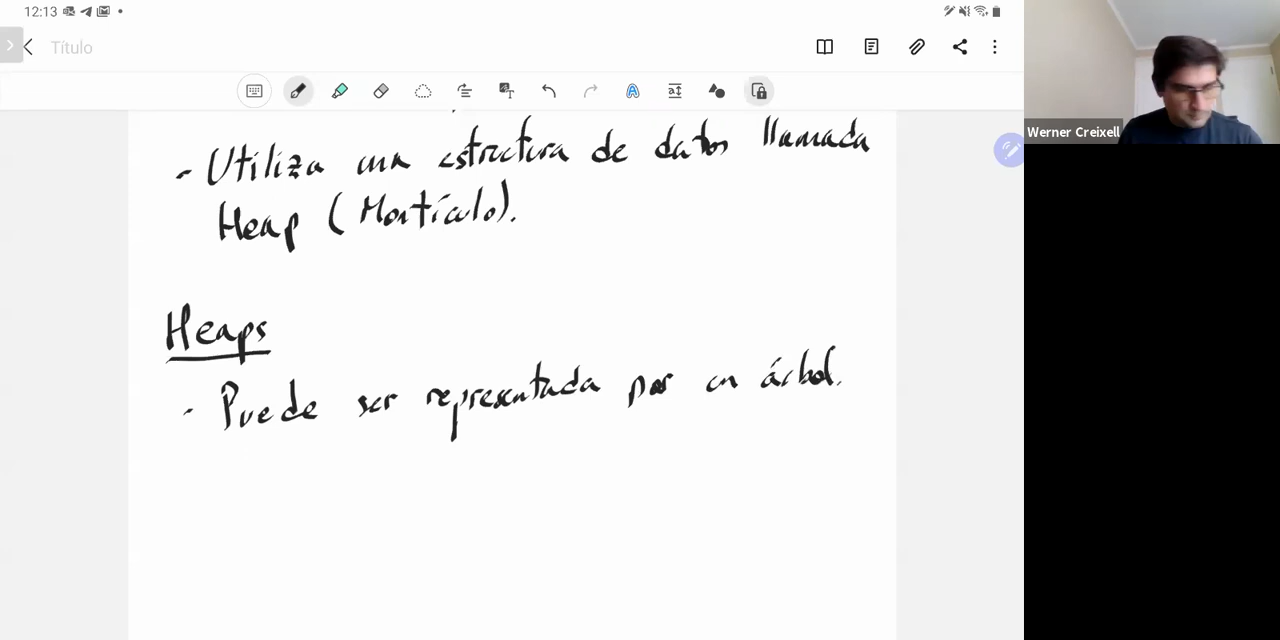 12:13
Título
Werner Creixell
- Utiliza una estructura de datos llamada
Heap (Montículo).
Heaps
- Puede ser representada por un árbol.